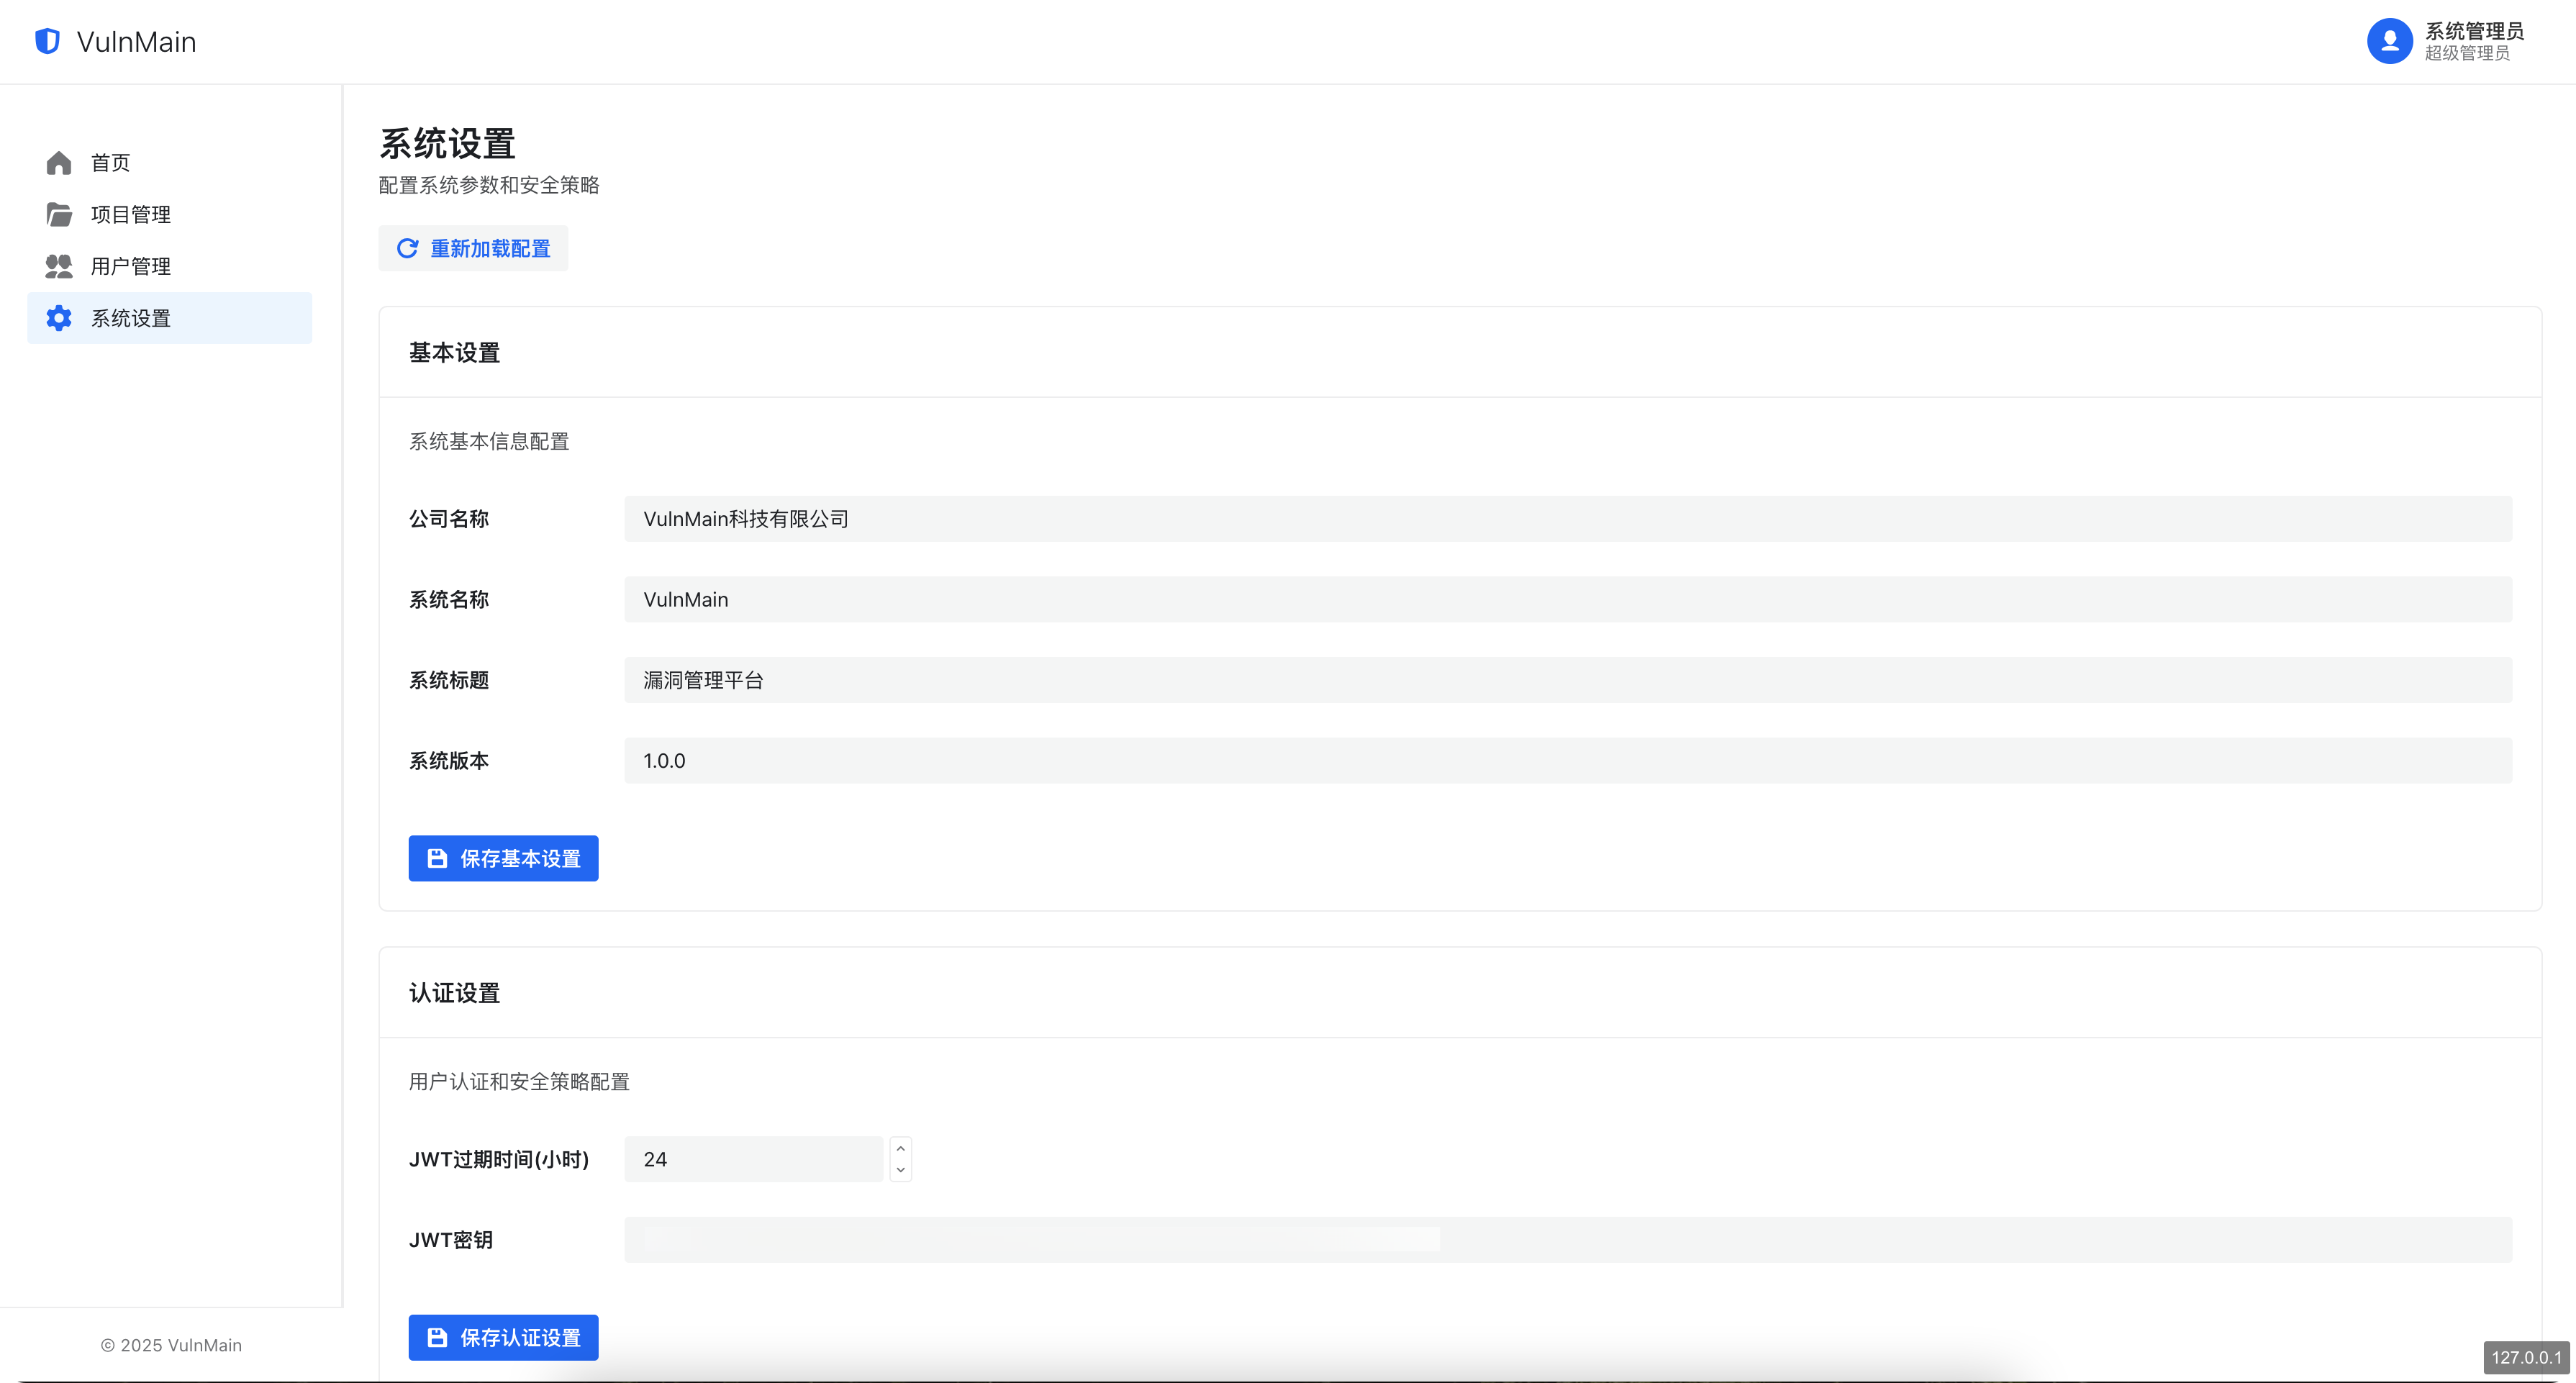 VulnMain
系统管理员
超级管理员
首页
项目管理
用户管理
系统设置
系统设置
配置系统参数和安全策略
重新加载配置
基本设置
系统基本信息配置
公司名称
VulnMain科技有限公司
系统名称
VulnMain
系统标题
漏洞管理平台
系统版本
1.0.0
保存基本设置
认证设置
用户认证和安全策略配置
JWT过期时间(小时)
24
JWT密钥
保存认证设置
© 2025 VulnMain
127.0.0.1